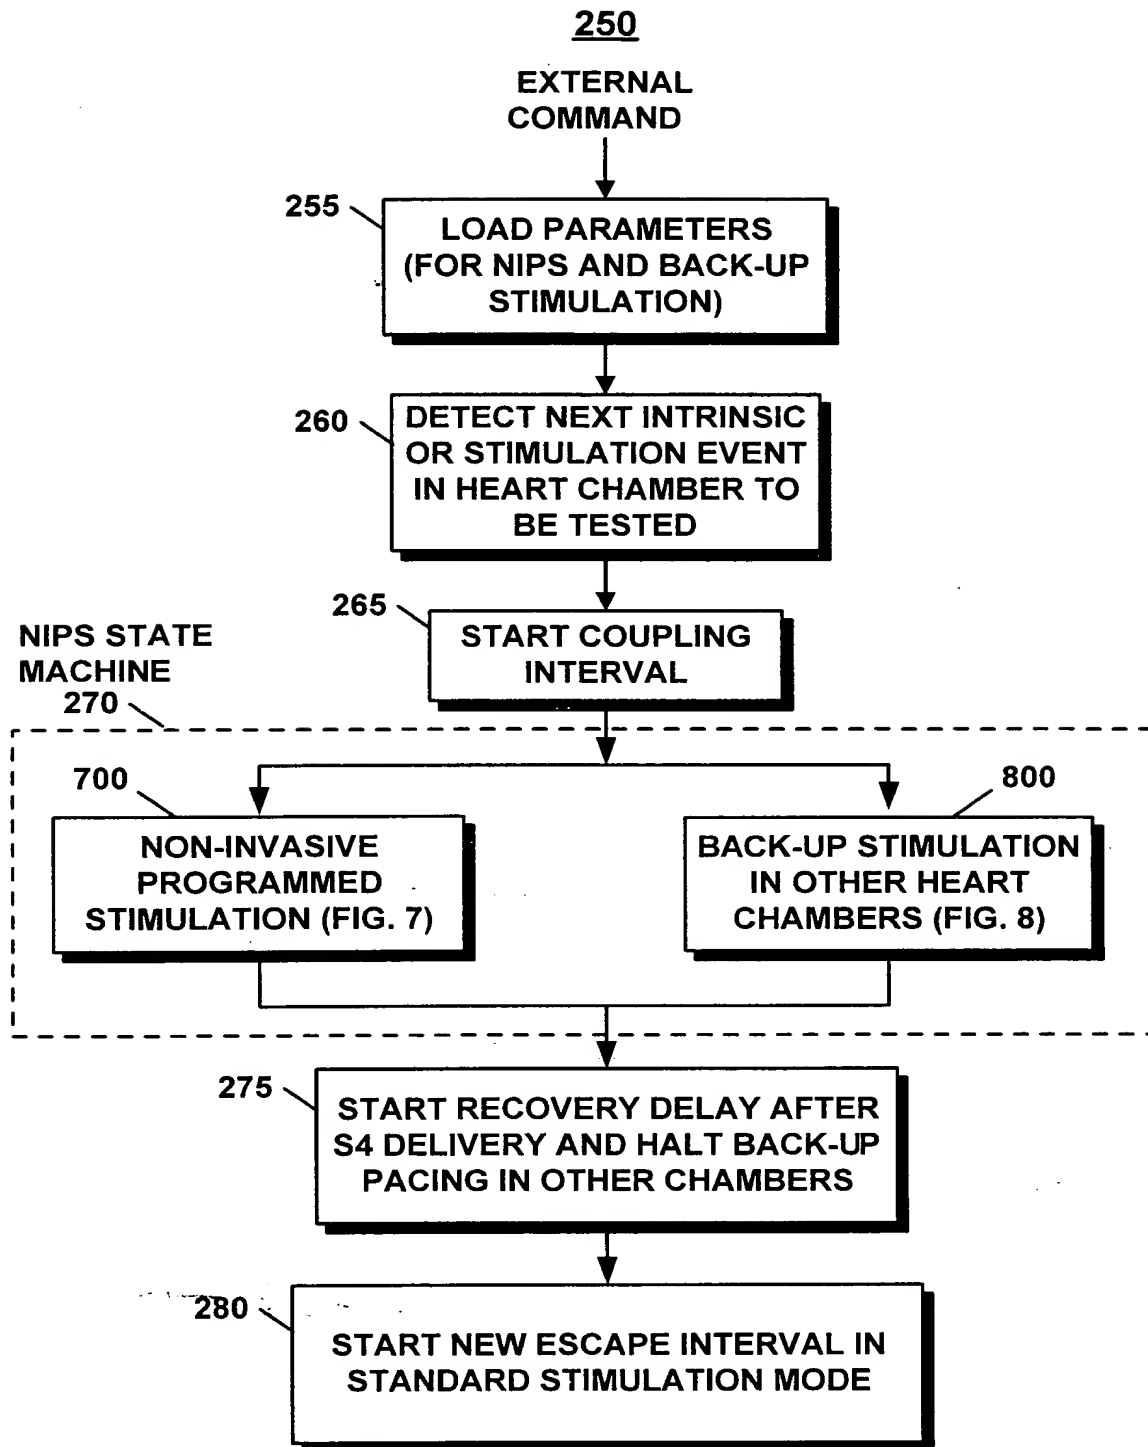 250
EXTERNAL
COMMAND
255
LOAD PARAMETERS
(FOR NIPS AND BACK-UP
STIMULATION)
260
DETECT NEXT INTRINSIC
OR STIMULATION EVENT
IN HEART CHAMBER TO
BE TESTED
265
START COUPLING
INTERVAL
NIPS STATE
MACHINE
270
700
NON-INVASIVE
PROGRAMMED
STIMULATION (FIG. 7)
800
BACK-UP STIMULATION
IN OTHER HEART
CHAMBERS (FIG. 8)
275
START RECOVERY DELAY AFTER
S4 DELIVERY AND HALT BACK-UP
PACING IN OTHER CHAMBERS
280
START NEW ESCAPE INTERVAL IN
STANDARD STIMULATION MODE